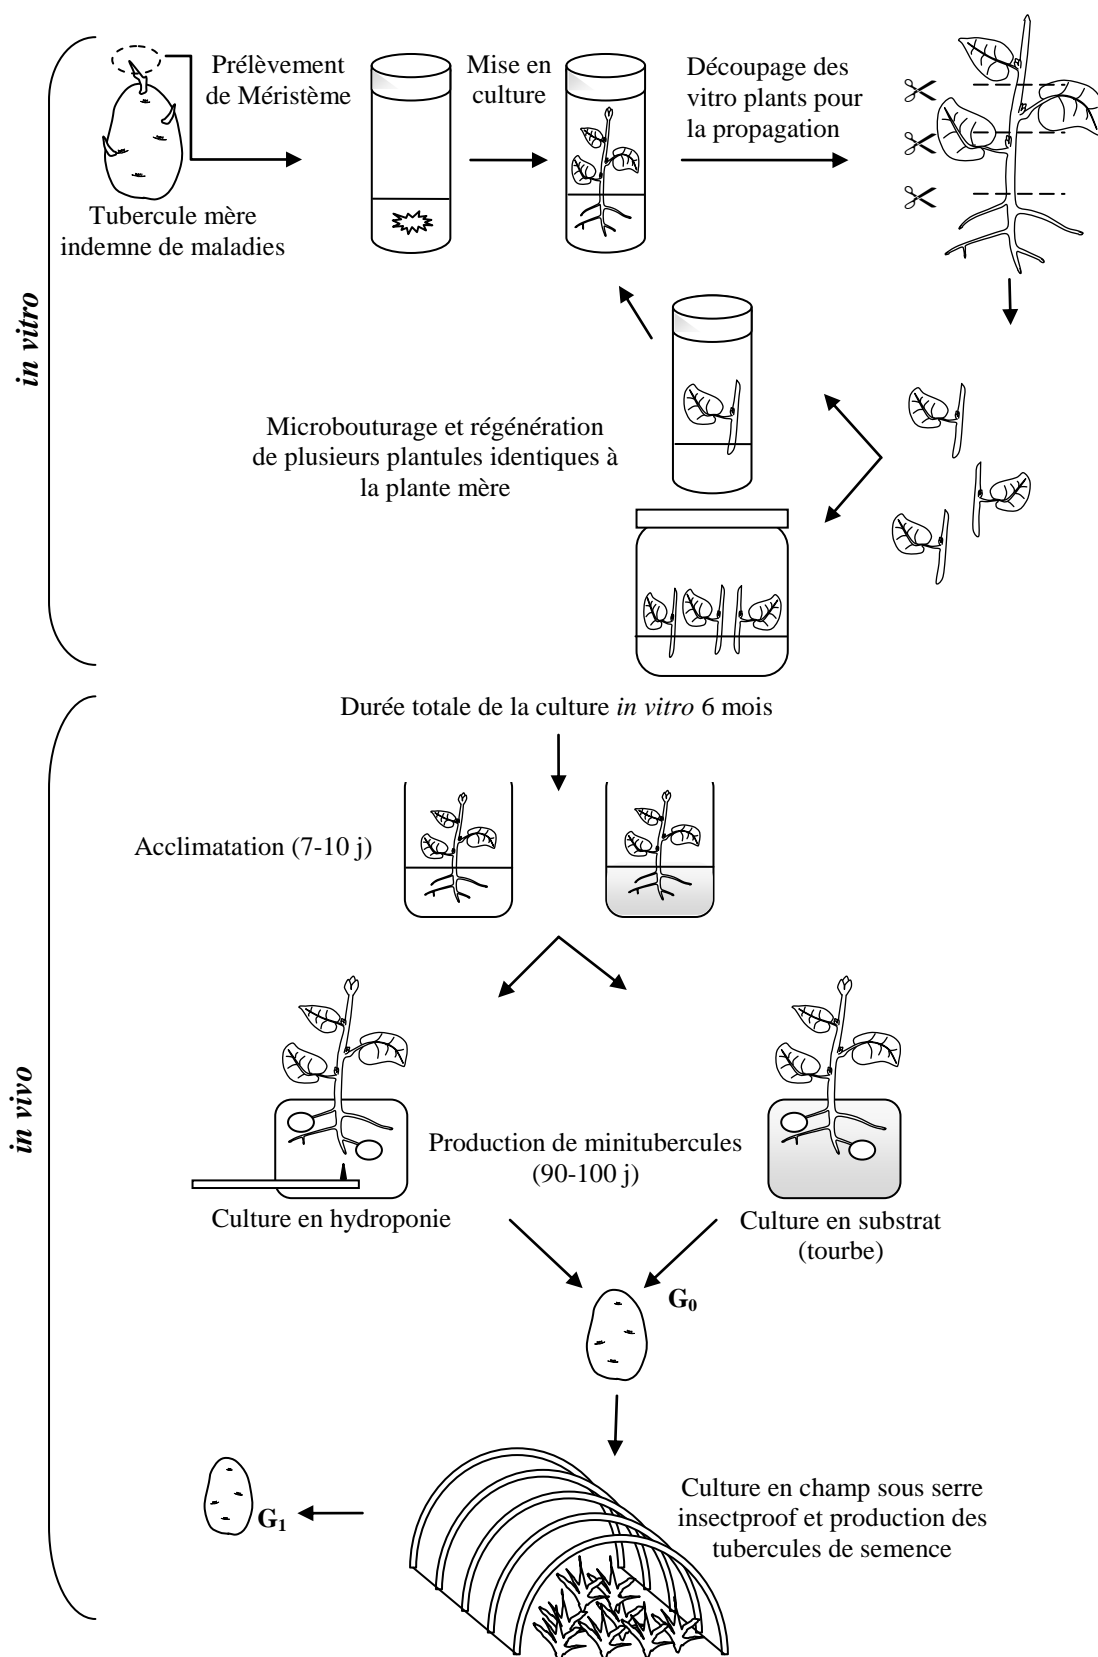 Prélèvement
de Méristème
Mise en
culture
Découpage des
vitro plants pour
la propagation
Tubercule mère
indemne de maladies
in vitro
Microbouturage et régénération
de plusieurs plantules identiques à
la plante mère
Durée totale de la culture in vitro 6 mois
Acclimatation (7-10 j)
in vivo
Production de minitubercules
(90-100 j)
Culture en hydroponie
Culture en substrat
(tourbe)
G₀
Culture en champ sous serre
insectproof et production des
tubercules de semence
G₁